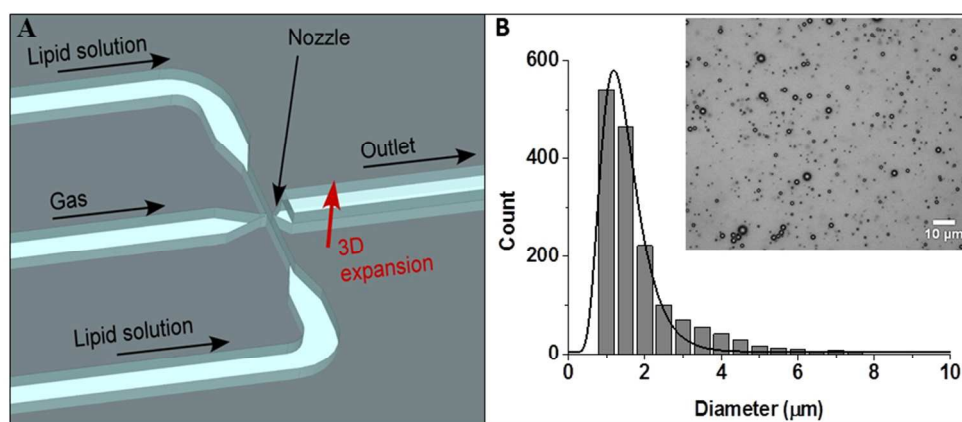 A
Lipid solution
Nozzle
Outlet
Gas
3D
expansion
Lipid solution
B
600
400
200
0
Count
0
2
4
6
8
10
Diameter (μm)
10 μm